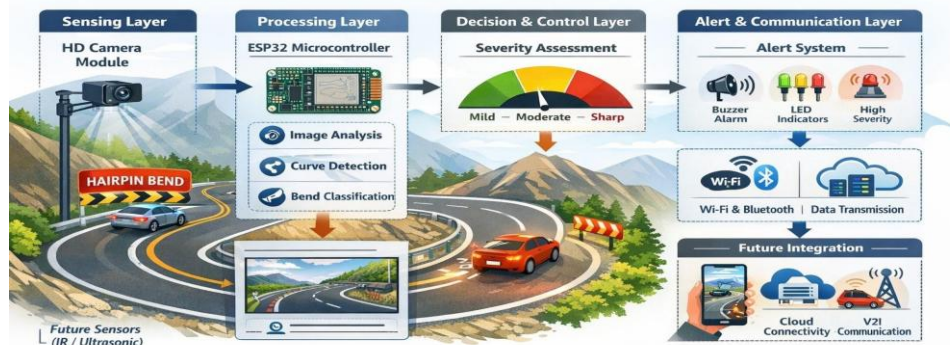 Sensing Layer
HD Camera
Module
HAIRPIN BEND
Future Sensors
(IR / Ultrasonic)
Processing Layer
ESP32 Microcontroller
Image Analysis
Curve Detection
Bend Classification
Decision & Control Layer
Severity Assessment
Mild – Moderate – Sharp
Alert & Communication Layer
Alert System
Buzzer
Alarm
LED
Indicators
High
Severity
Wi-Fi
Wi-Fi & Bluetooth
Data Transmission
Future Integration
Cloud
Connectivity
V2I
Communication